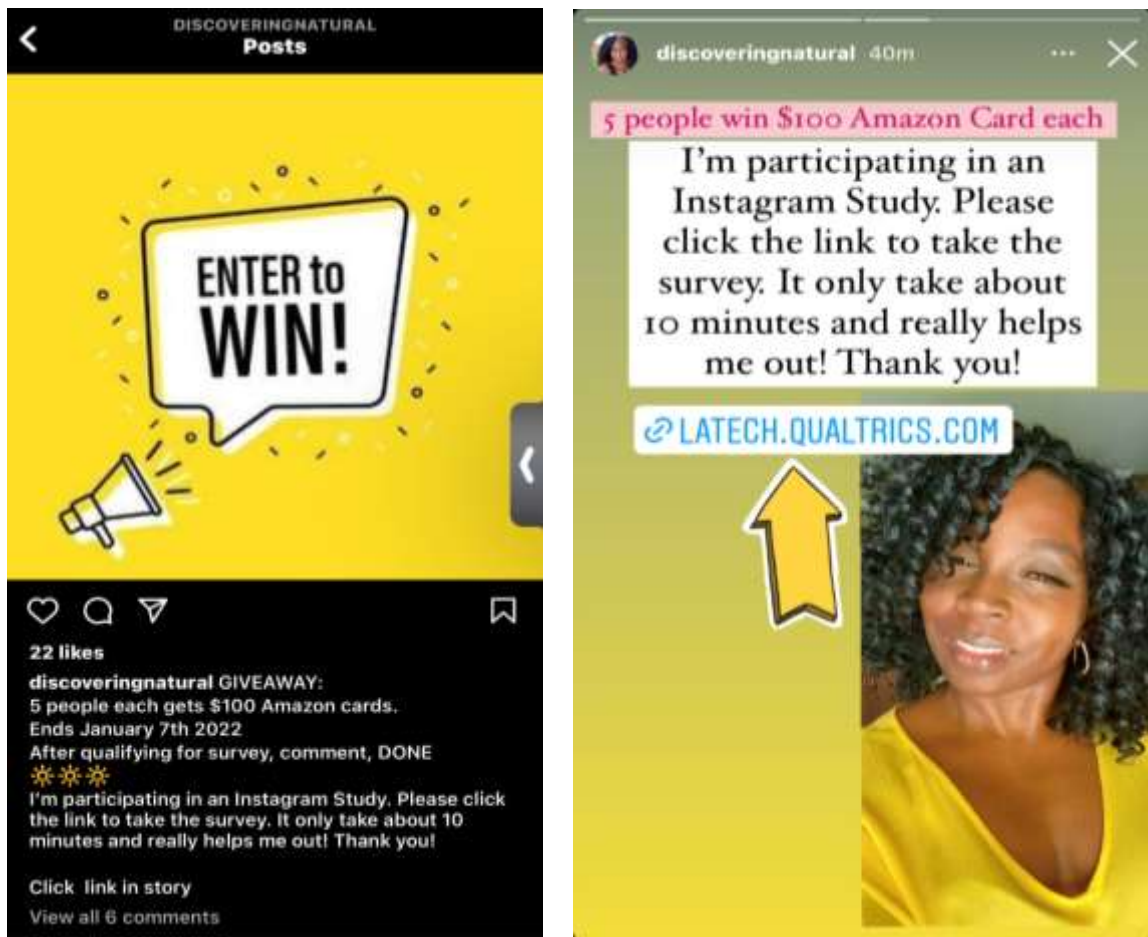 DISCOVERINGNATURAL
Posts
ENTER to
WIN!
22 likes
discoveringnatural GIVEAWAY:
5 people each gets $100 Amazon cards.
Ends January 7th 2022
After qualifying for survey, comment, DONE
🔆🔆🔆
I'm participating in an Instagram Study. Please click
the link to take the survey. It only take about 10
minutes and really helps me out! Thank you!
Click link in story
View all 6 comments
discoveringnatural 40m
5 people win $100 Amazon Card each
I'm participating in an
Instagram Study. Please
click the link to take the
survey. It only take about
10 minutes and really helps
me out! Thank you!
LATECH.QUALTRICS.COM